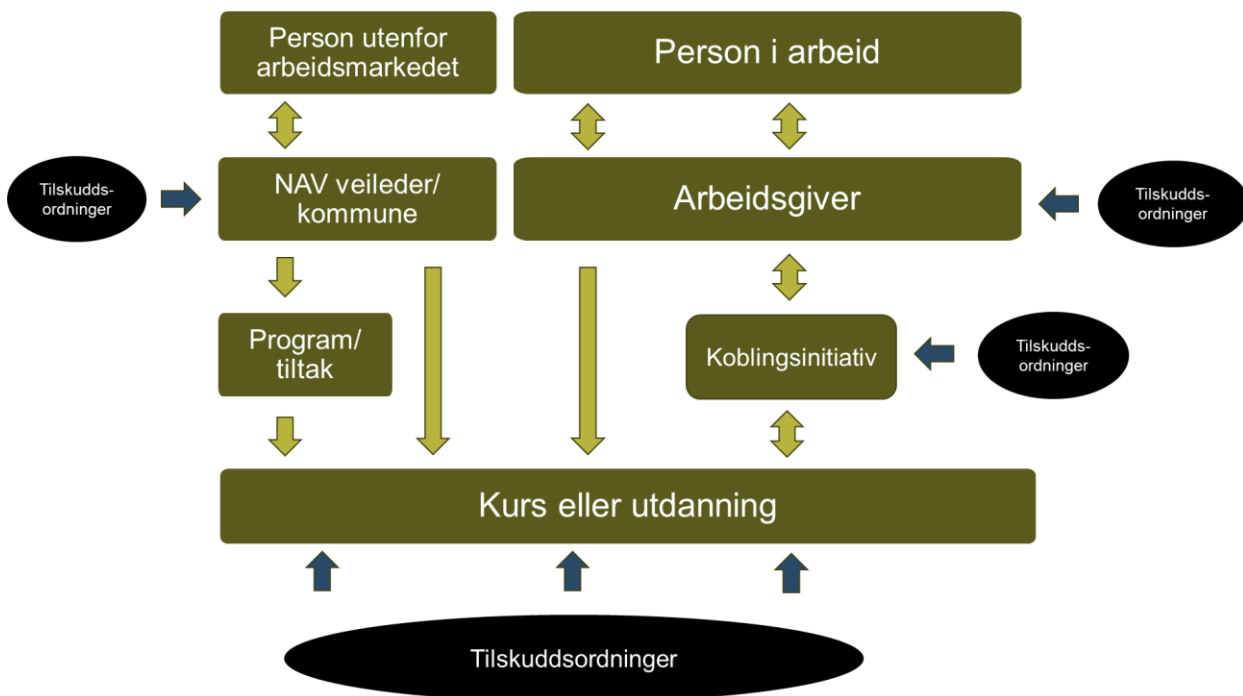 Person utenfor
arbeidsmarkedet
Person i arbeid
Tilskudds-
ordninger
NAV veileder/
kommune
Arbeidsgiver
Tilskudds-
ordninger
Program/
tiltak
Koblingsinitiativ
Tilskudds-
ordninger
Kurs eller utdanning
Tilskuddsordninger